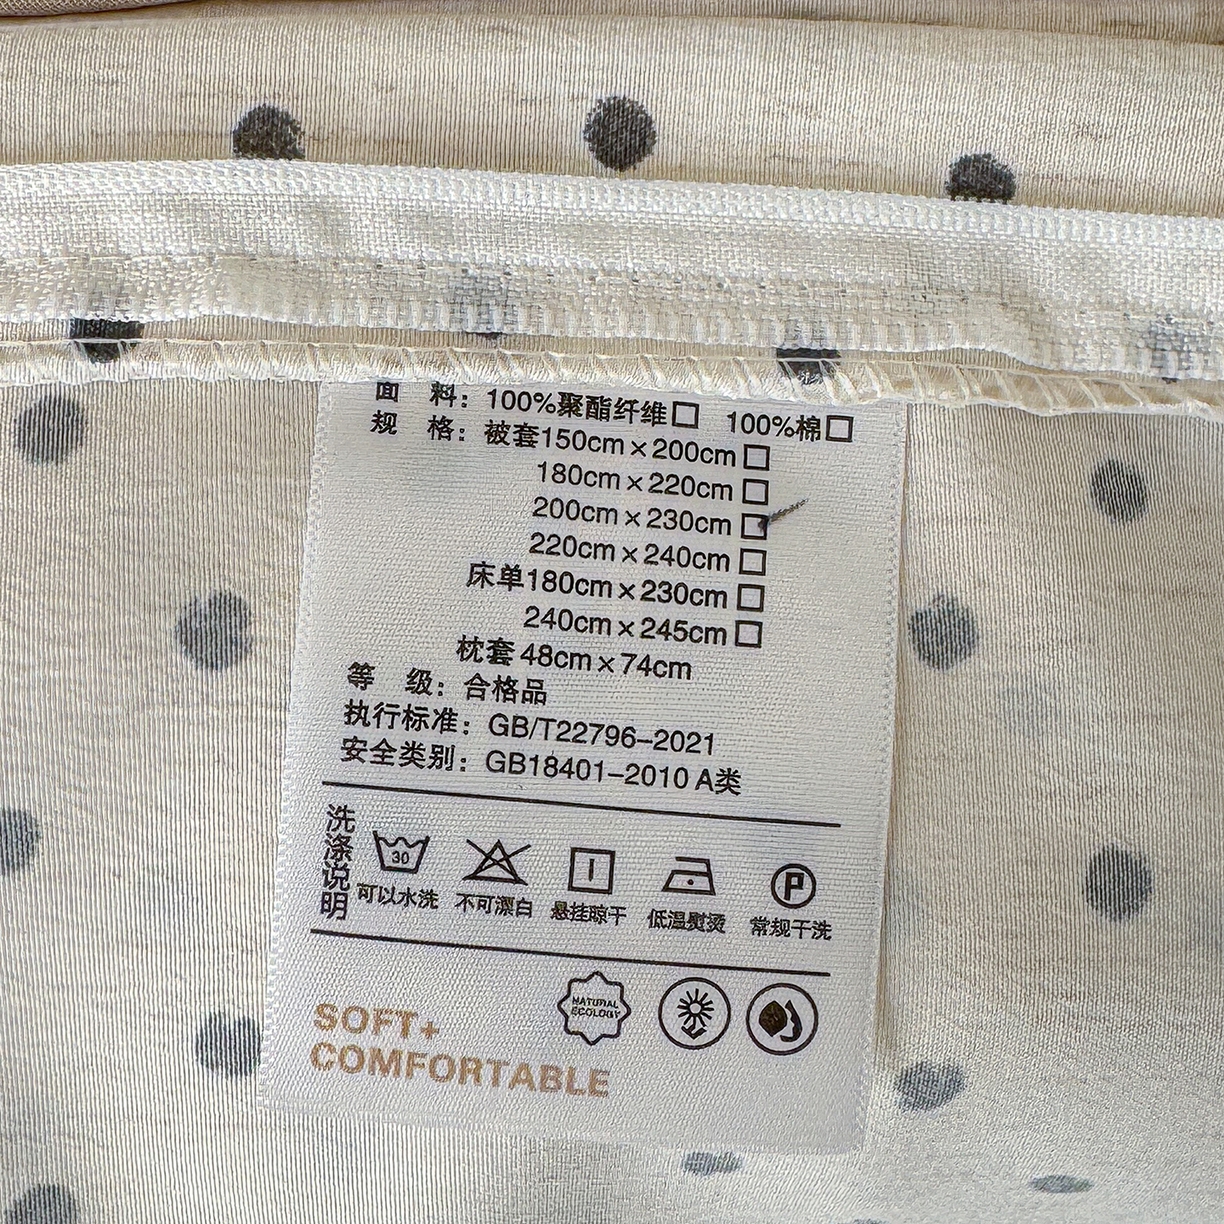 面 料：100%聚酯纤维□ 100%棉□
规 格：被套150cm×200cm□
180cm×220cm□
200cm×230cm□
220cm×240cm□
床单180cm×230cm□
240cm×245cm□
枕套48cm×74cm
等 级：合格品
执行标准：GB/T22796-2021
安全类别：GB18401-2010 A类
洗涤说明
30
P
可以水洗 不可漂白 悬挂晾干 低温熨烫 常规干洗
NATURAL
ECOLOGY
SOFT+
COMFORTABLE